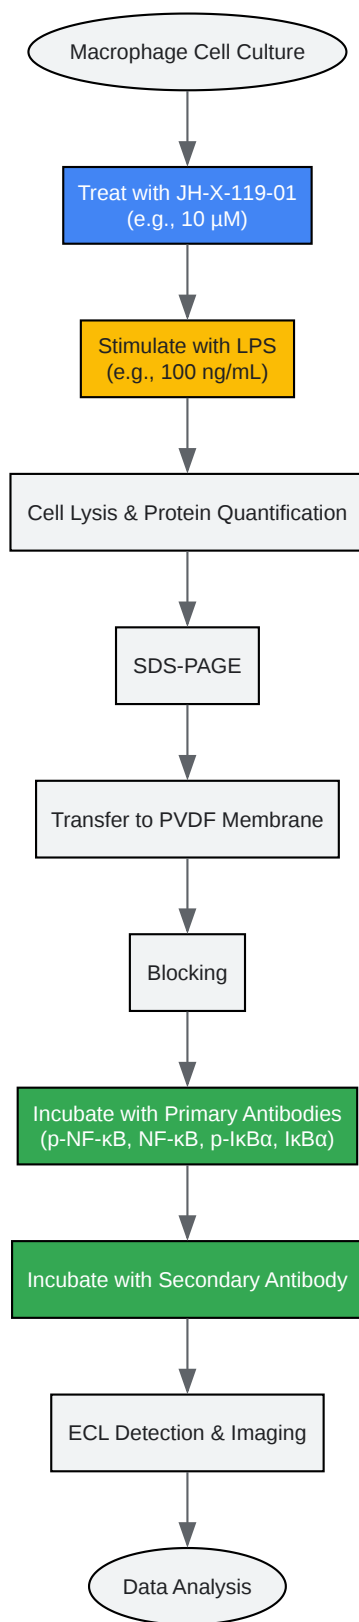 Macrophage Cell Culture
Treat with JH-X-119-01
(e.g., 10 µM)
Stimulate with LPS
(e.g., 100 ng/mL)
Cell Lysis & Protein Quantification
SDS-PAGE
Transfer to PVDF Membrane
Blocking
Incubate with Primary Antibodies
(p-NF-κB, NF-κB, p-IκBα, IκBα)
Incubate with Secondary Antibody
ECL Detection & Imaging
Data Analysis